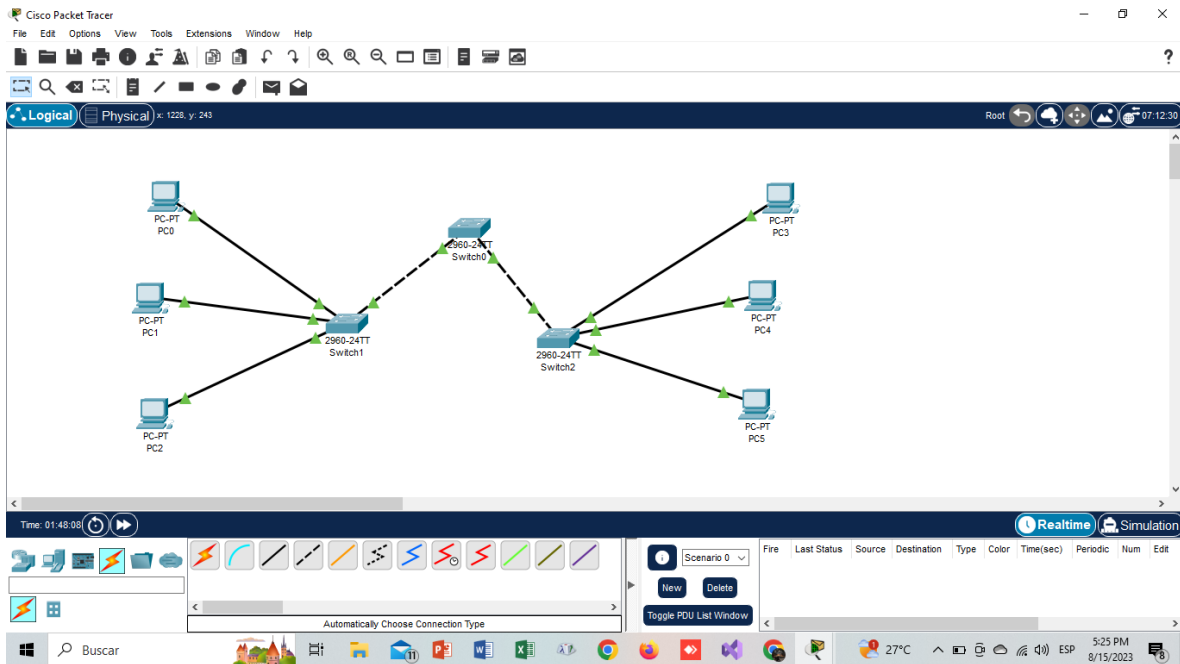 Cisco Packet Tracer
File Edit Options View Tools Extensions Window Help
?
Logical Physical x: 1228, y: 243 Root 07:12:30
PC-PT
PC0
PC-PT
PC1
PC-PT
PC2
2960-24TT
Switch0
2960-24TT
Switch1
2960-24TT
Switch2
PC-PT
PC3
PC-PT
PC4
PC-PT
PC5
Time: 01:48:08 Realtime Simulation
Scenario 0
New Delete
Toggle PDU List Window
Fire Last Status Source Destination Type Color Time(sec) Periodic Num Edit
Automatically Choose Connection Type
Buscar 11 27°C ESP 5:25 PM
8/15/2023 8